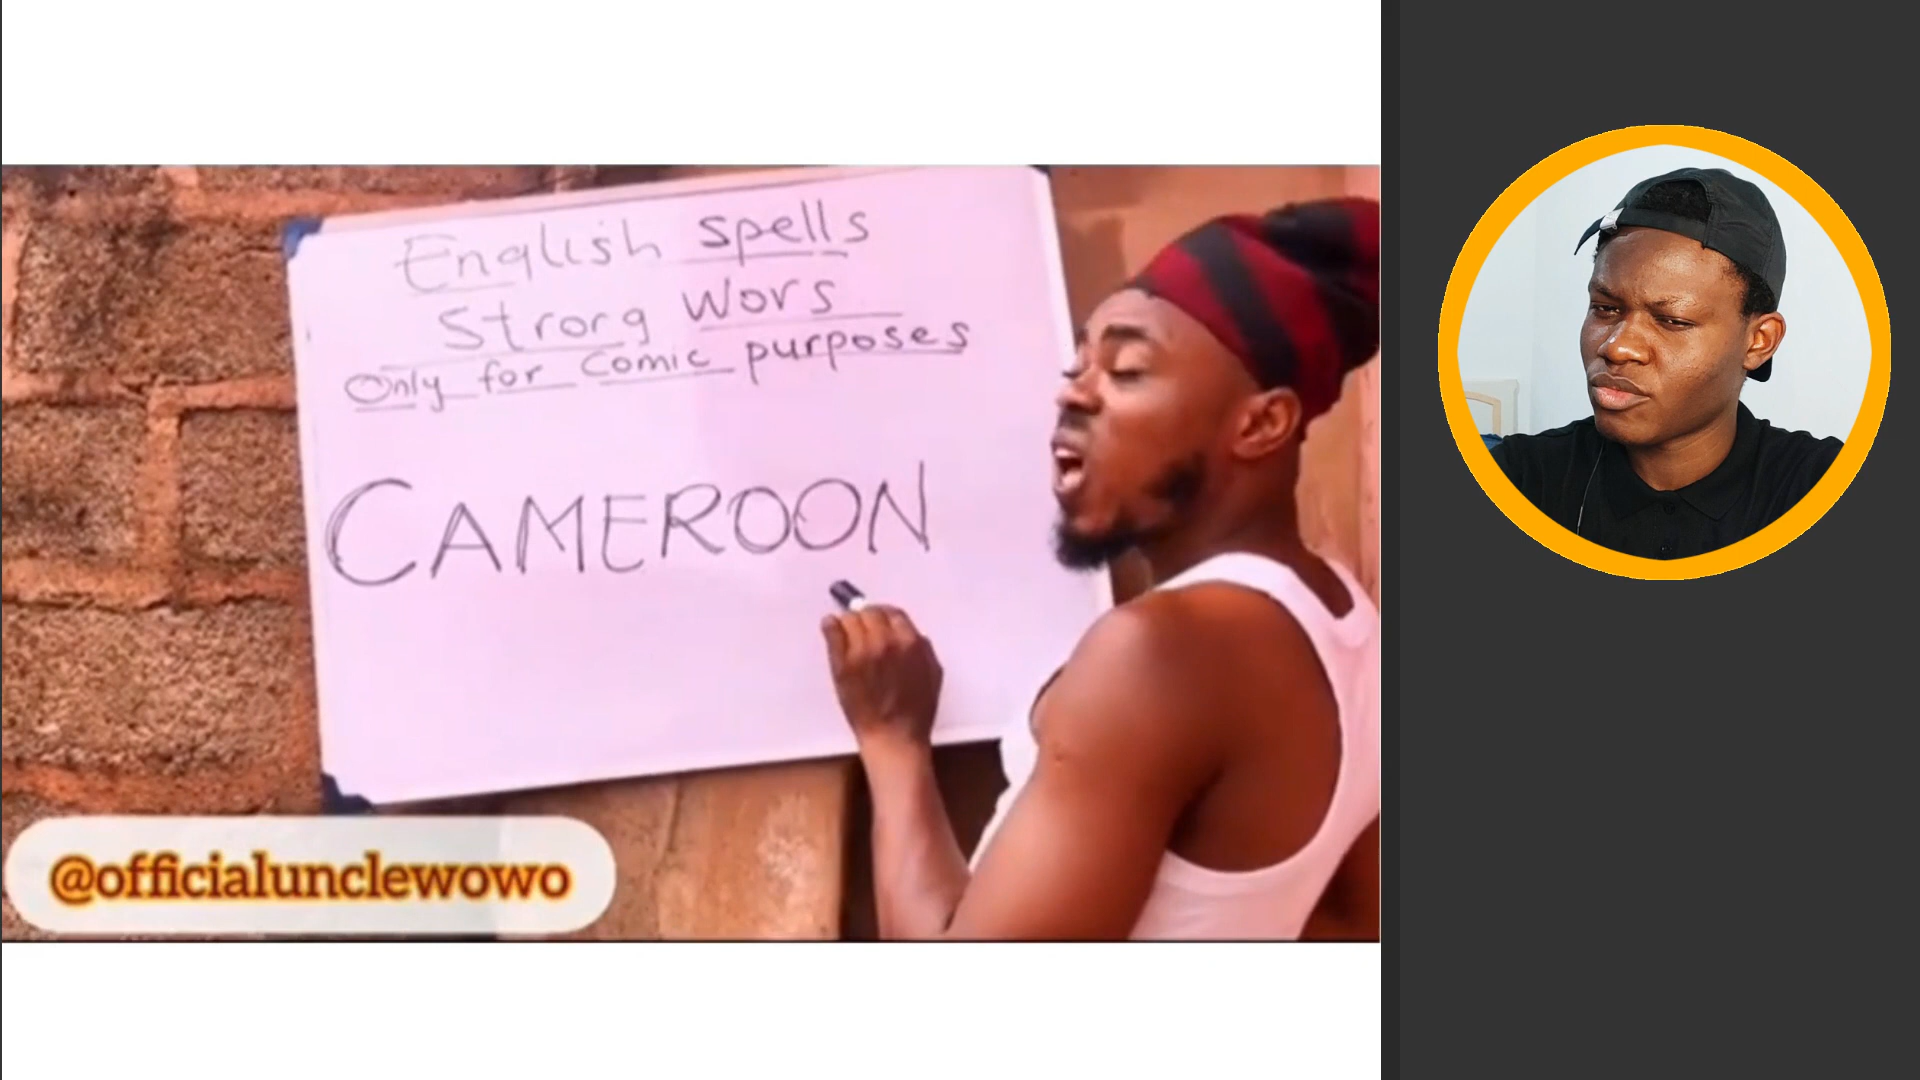 English spells
Strorg wors
Only for Comic purposes
CAMEROON
@officialunclewowo